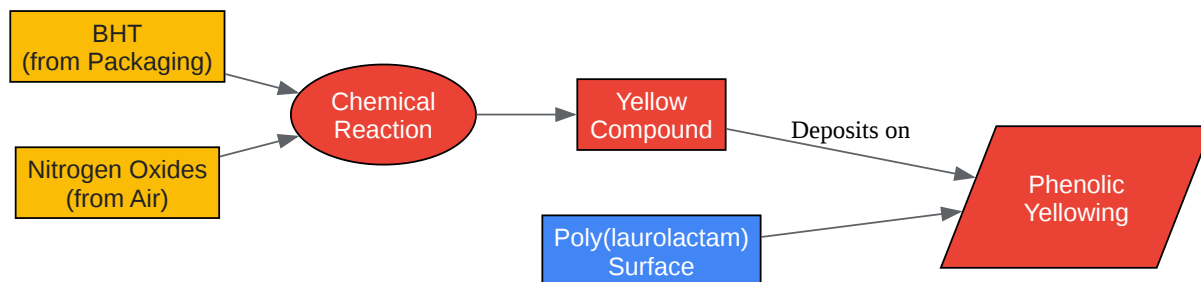 BHT
(from Packaging)
Nitrogen Oxides
(from Air)
Chemical
Reaction
Yellow
Compound
Deposits on
Poly(laurolactam)
Surface
Phenolic
Yellowing